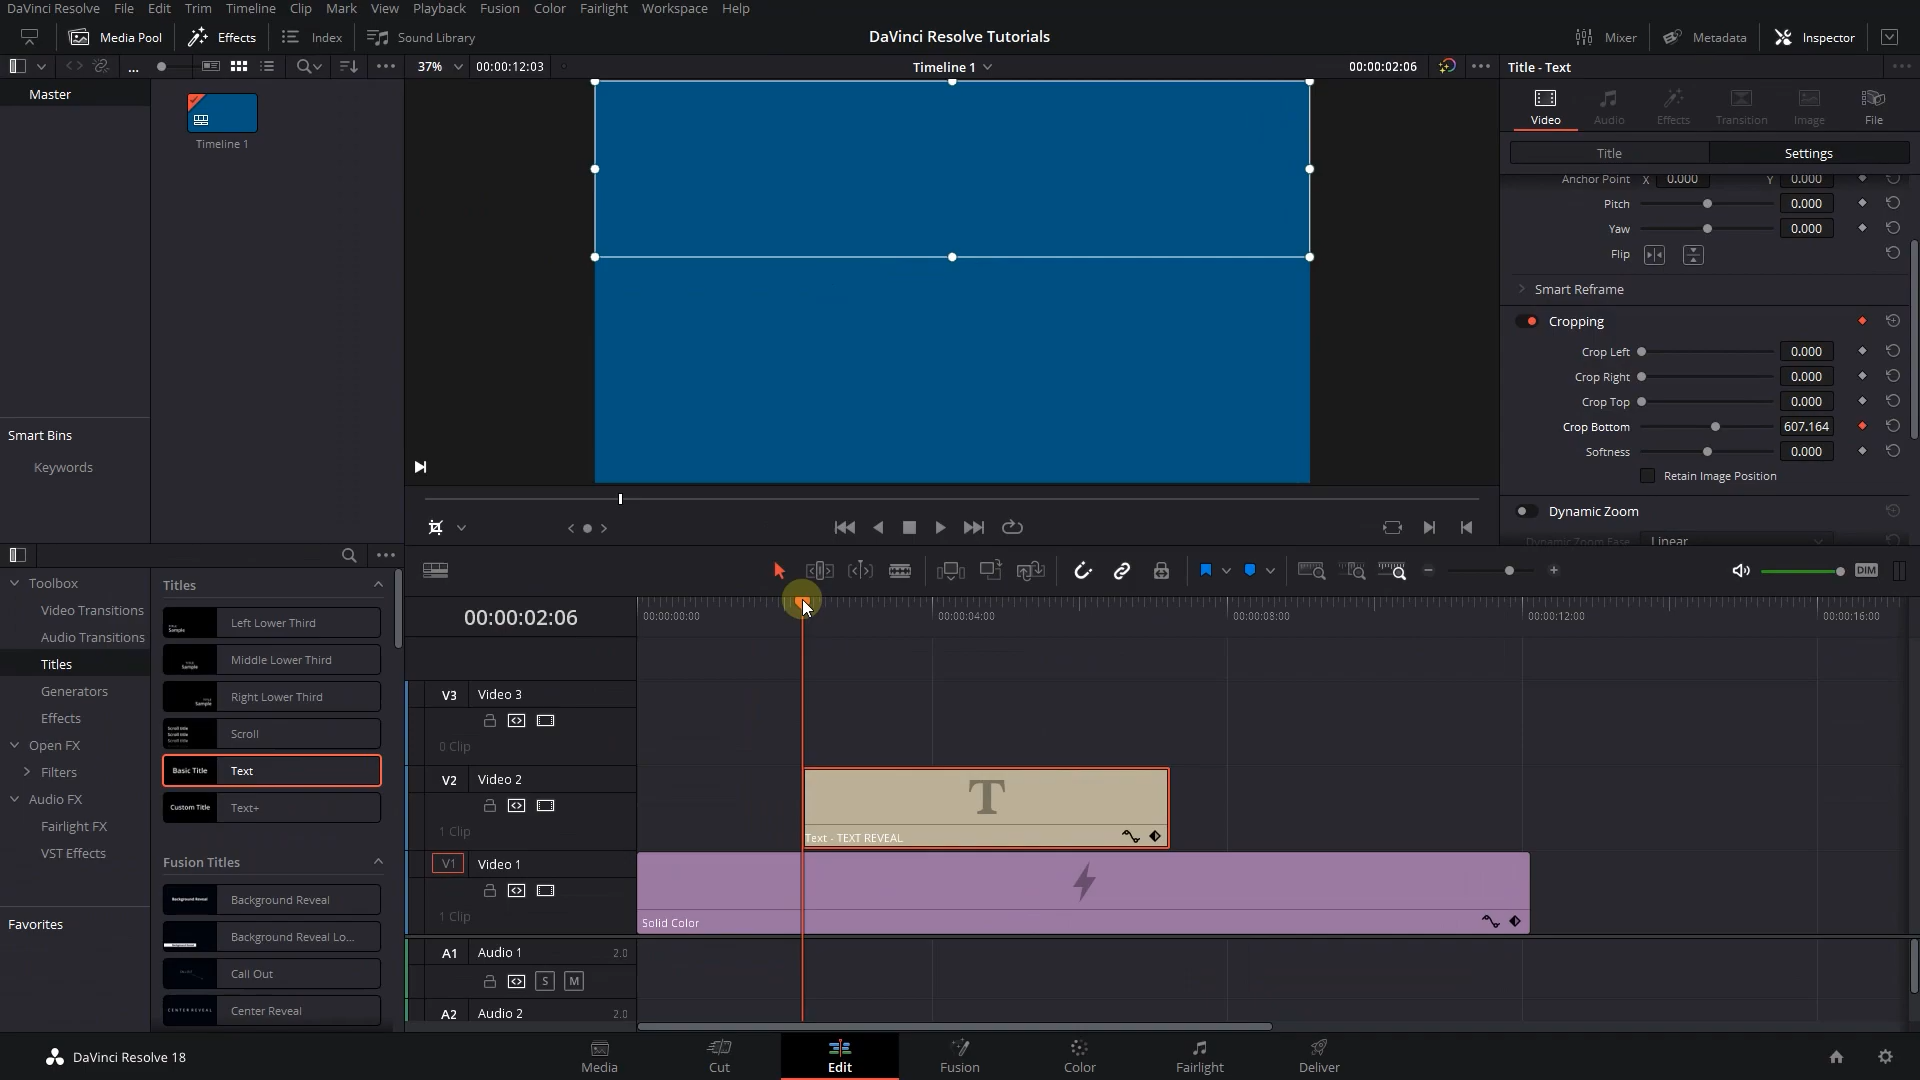 DaVinci Resolve File Edit Trim Timeline Clip Mark View Playback Fusion Color Fairlight Workspace Help
Media Pool Effects Index Sound Library DaVinci Resolve Tutorials Mixer Metadata Inspector
37% 00:00:12:03 Timeline 1 00:00:02:06 Title - Text
Master
Timeline 1
Video Audio Effects Transition Image File
Title Settings
Anchor Point X 0.000 Y 0.000
Pitch 0.000
Yaw 0.000
Flip
Smart Reframe
Cropping
Crop Left 0.000
Crop Right 0.000
Crop Top 0.000
Crop Bottom 607.164
Softness 0.000
Retain Image Position
Dynamic Zoom
Dynamic Zoom Ease Linear
Smart Bins
Keywords
Toolbox
Video Transitions
Audio Transitions
Titles
Generators
Effects
Open FX
Filters
Audio FX
Fairlight FX
VST Effects
Favorites
Titles
Left Lower Third
Middle Lower Third
Right Lower Third
Scroll
Basic Title Text
Custom Title Text+
Fusion Titles
Background Reveal
Background Reveal Lo...
Call Out
Center Reveal
DIM
00:00:02:06 00:00:00:00 00:00:04:00 00:00:08:00 00:00:12:00 00:00:16:00
V3 Video 3
0 Clip
V2 Video 2
1 Clip
T
Text - TEXT REVEAL
V1 Video 1
1 Clip
Solid Color
A1 Audio 1 2.0
S M
A2 Audio 2 2.0
DaVinci Resolve 18
Media Cut Edit Fusion Color Fairlight Deliver